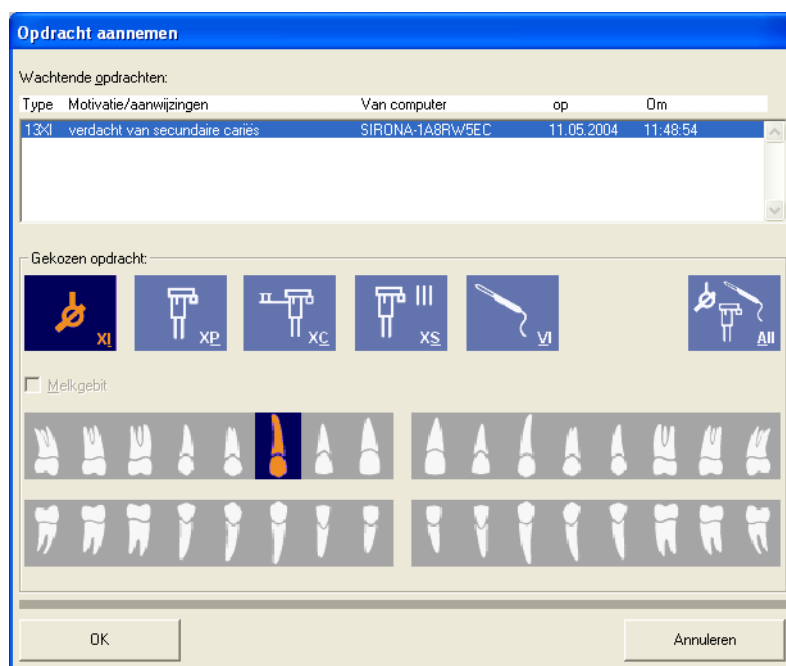 Opdracht aannemen
Wachtende opdrachten:
Type Motivatie/aanwijzingen Van computer op Om
13XI verdacht van secundaire cariës SIRONA-1A8RW5EC 11.05.2004 11:48:54
Gekozen opdracht:
XI XP XC XS VI All
Melkgebit
OK Annuleren